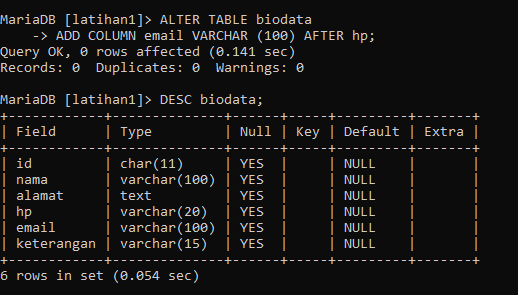 MariaDB [latihan1]> ALTER TABLE biodata
    -> ADD COLUMN email VARCHAR (100) AFTER hp;
Query OK, 0 rows affected (0.141 sec)
Records: 0  Duplicates: 0  Warnings: 0

MariaDB [latihan1]> DESC biodata;
+------------+--------------+------+-----+---------+-------+
| Field      | Type         | Null | Key | Default | Extra |
+------------+--------------+------+-----+---------+-------+
| id         | char(11)     | YES  |     | NULL    |       |
| nama       | varchar(100) | YES  |     | NULL    |       |
| alamat     | text         | YES  |     | NULL    |       |
| hp         | varchar(20)  | YES  |     | NULL    |       |
| email      | varchar(100) | YES  |     | NULL    |       |
| keterangan | varchar(15)  | YES  |     | NULL    |       |
+------------+--------------+------+-----+---------+-------+
6 rows in set (0.054 sec)